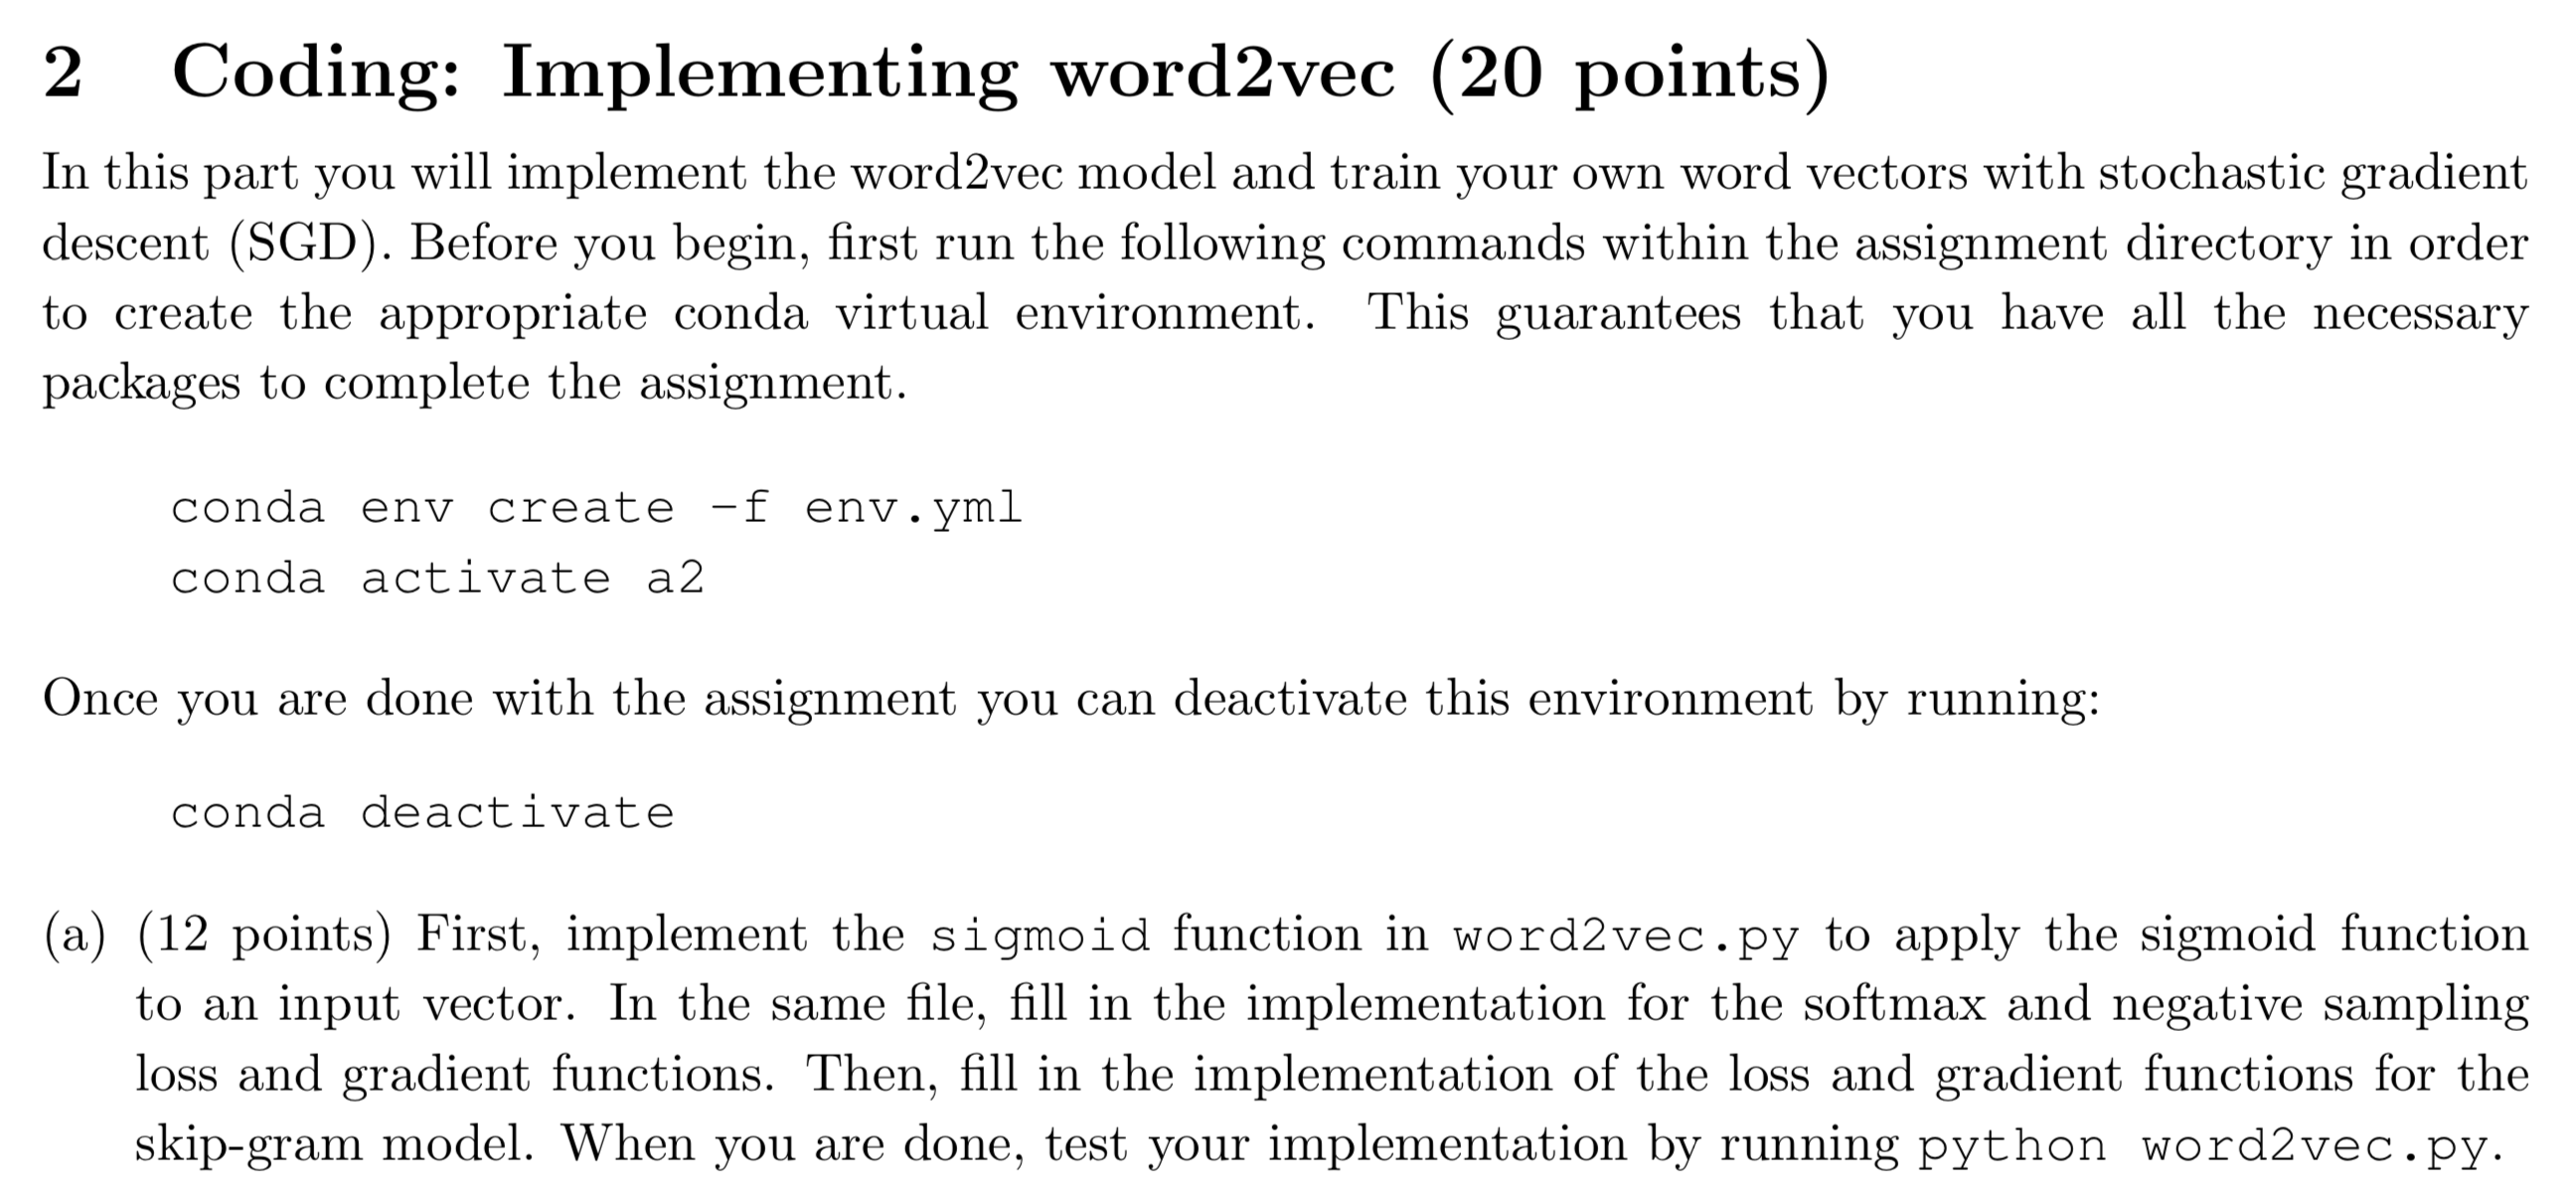 2 Coding: Implementing word2vec (20 points)
In this part you will implement the word2vec model and train your own word vectors with stochastic gradient
descent (SGD). Before you begin, first run the following commands within the assignment directory in order
to create the appropriate conda virtual environment. This guarantees that you have all the necessary
packages to complete the assignment.
conda env create -f env.yml
conda activate a2
Once you are done with the assignment you can deactivate this environment by running:
conda deactivate
(a) (12 points) First, implement the sigmoid function in word2vec.py to apply the sigmoid function
to an input vector. In the same file, fill in the implementation for the softmax and negative sampling
loss and gradient functions. Then, fill in the implementation of the loss and gradient functions for the
skip-gram model. When you are done, test your implementation by running python word2vec.py.